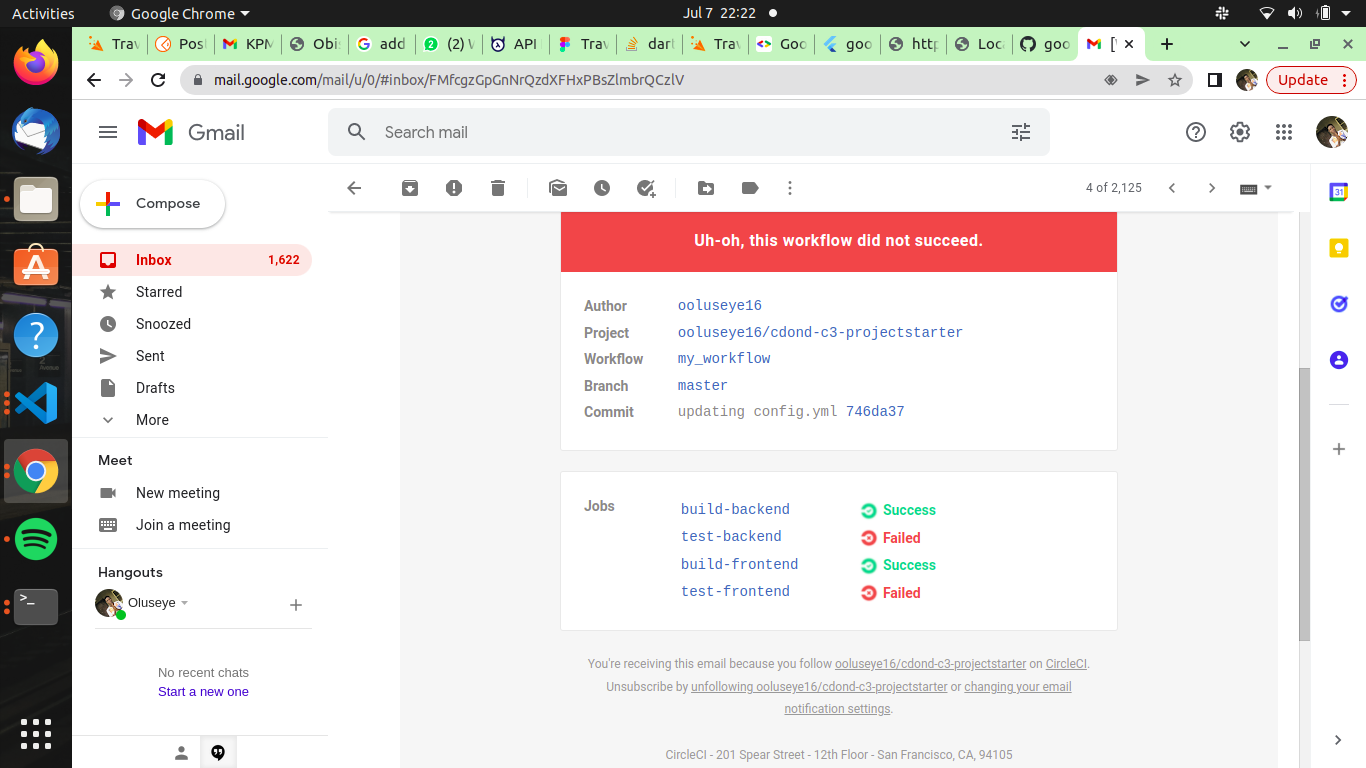 Activities
Google Chrome
Jul 7 22:22
Trav
Pos
KPM
Obis
add
(2) W
API
Trav
darl
Trav
Goo
goo
http
Loca
goo
[
Update
mail.google.com/mail/u/0/#inbox/FMfcgzGpGnNrQzdXFHxPBsZlmbrQCzlV
Gmail
Search mail
4 of 2,125
Compose
Inbox
1,622
Starred
Snoozed
Sent
Drafts
More
Meet
New meeting
Join a meeting
Hangouts
Oluseye
No recent chats
Start a new one
Uh-oh, this workflow did not succeed.
Author ooluseye16
Project ooluseye16/cdond-c3-projectstarter
Workflow my_workflow
Branch master
Commit updating config.yml 746da37
Jobs build-backend Success
test-backend Failed
build-frontend Success
test-frontend Failed
You're receiving this email because you follow ooluseye16/cdond-c3-projectstarter on CircleCI.
Unsubscribe by unfollowing ooluseye16/cdond-c3-projectstarter or changing your email
notification settings.
CircleCI - 201 Spear Street - 12th Floor - San Francisco, CA, 94105
31